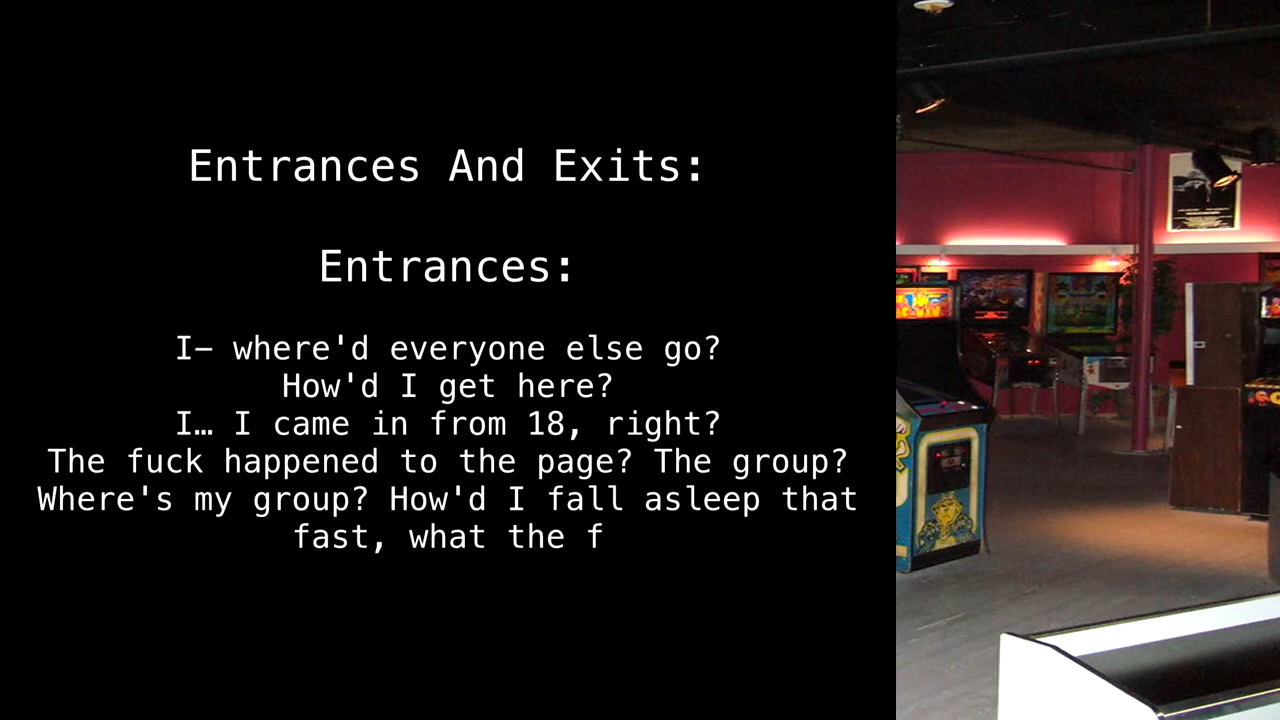 Entrances And Exits:
Entrances:
I– where'd everyone else go?
How'd I get here?
I… I came in from 18, right?
The fuck happened to the page? The group?
Where's my group? How'd I fall asleep that
fast, what the f